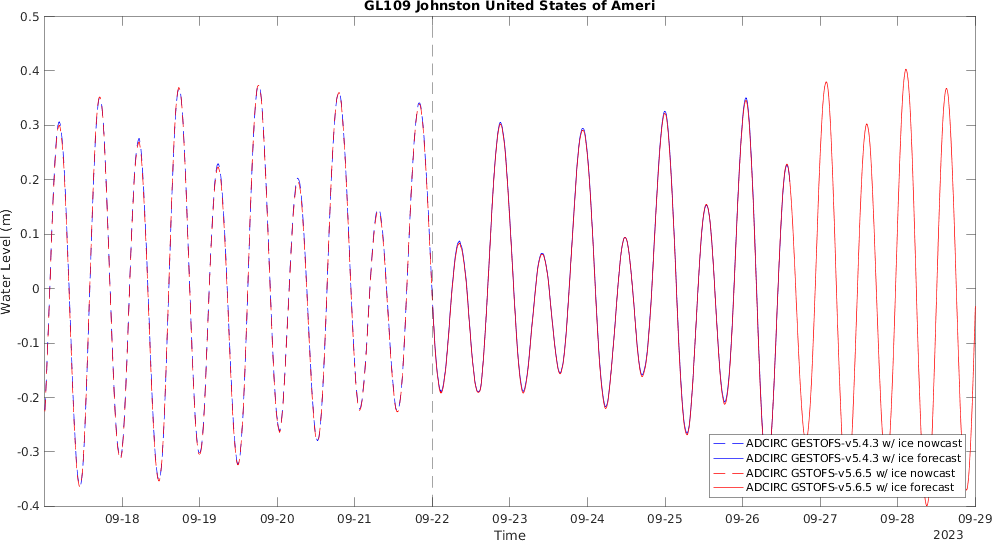 GL109 Johnston United States of Ameri
0.5
0.4
0.3
0.2
0.1
0
-0.1
-0.2
-0.3
-0.4
Water Level (m)
ADCIRC GESTOFS-v5.4.3 w/ ice nowcast
ADCIRC GESTOFS-v5.4.3 w/ ice forecast
ADCIRC GSTOFS-v5.6.5 w/ ice nowcast
ADCIRC GSTOFS-v5.6.5 w/ ice forecast
09-18 09-19 09-20 09-21 09-22 09-23 09-24 09-25 09-26 09-27 09-28 09-29
Time
2023